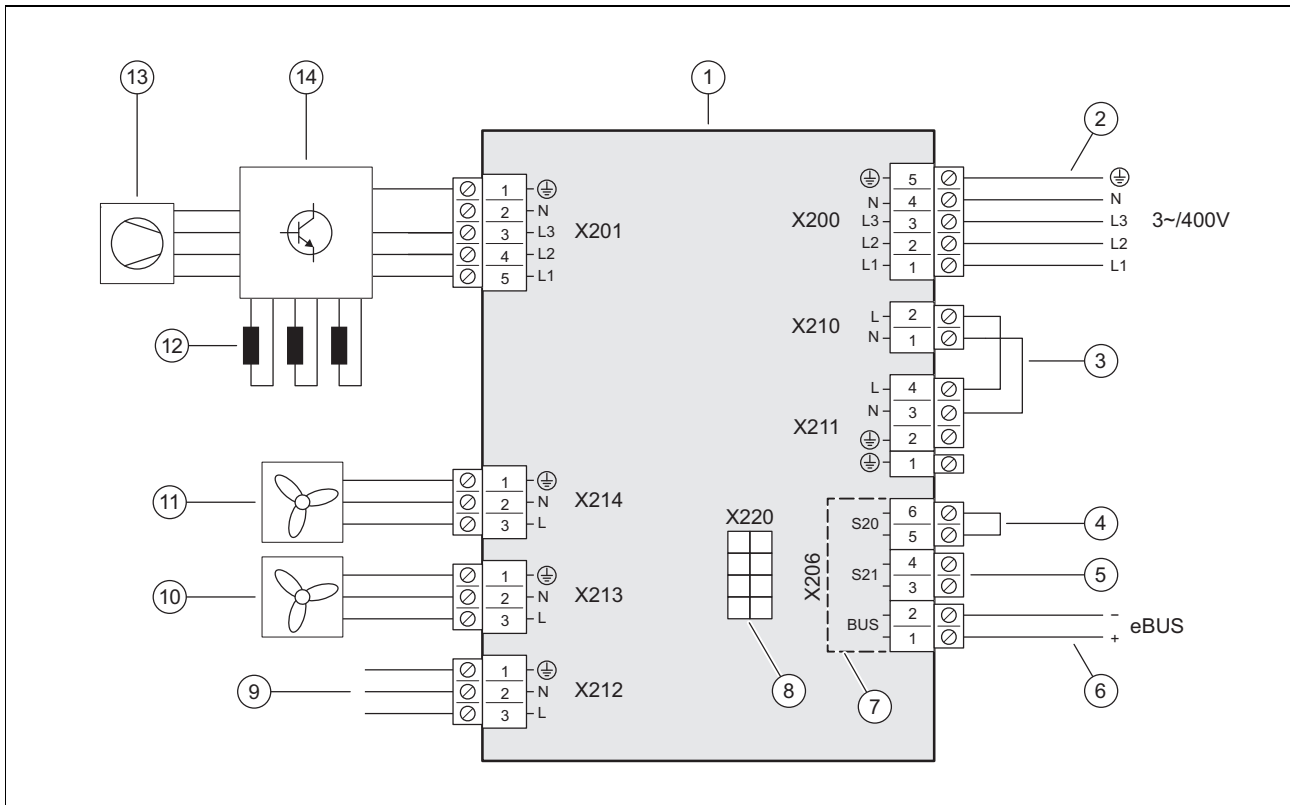 13
14
1
2
1
2 N
3 L3
4 L2
5 L1
X201
X200
5
N 4
L3 3
L2 2
L1 1
N
L3
L2
L1
3~/400V
12
X210
L 2
N 1
3
X211
L 4
N 3
2
1
11
1
2 N
3 L
X214
X220
X206
S20
6
5
4
S21
4
3
5
BUS
2
1
−
+
eBUS
10
1
2 N
3 L
X213
9
1
2 N
3 L
X212
8
7
6